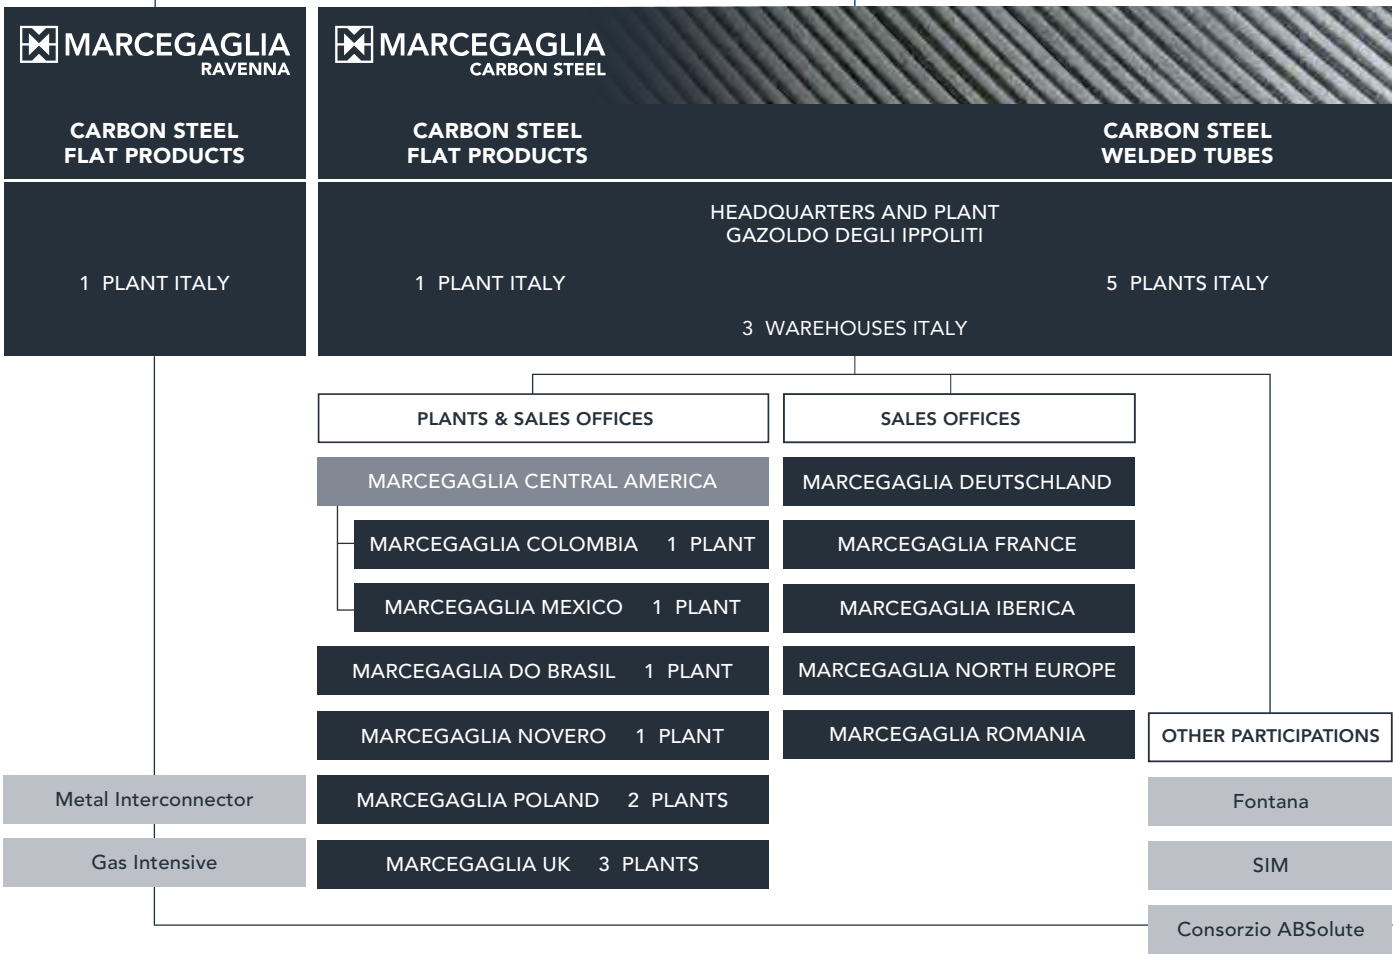 MARCEGAGLIA
RAVENNA
CARBON STEEL
FLAT PRODUCTS
1 PLANT ITALY
MARCEGAGLIA
CARBON STEEL
CARBON STEEL
FLAT PRODUCTS
CARBON STEEL
WELDED TUBES
HEADQUARTERS AND PLANT
GAZOLDO DEGLI IPPOLITI
1 PLANT ITALY
5 PLANTS ITALY
3 WAREHOUSES ITALY
PLANTS & SALES OFFICES
MARCEGAGLIA CENTRAL AMERICA
MARCEGAGLIA COLOMBIA 1 PLANT
MARCEGAGLIA MEXICO 1 PLANT
MARCEGAGLIA DO BRASIL 1 PLANT
MARCEGAGLIA NOVERO 1 PLANT
MARCEGAGLIA POLAND 2 PLANTS
MARCEGAGLIA UK 3 PLANTS
SALES OFFICES
MARCEGAGLIA DEUTSCHLAND
MARCEGAGLIA FRANCE
MARCEGAGLIA IBERICA
MARCEGAGLIA NORTH EUROPE
MARCEGAGLIA ROMANIA
OTHER PARTICIPATIONS
Fontana
SIM
Consorzio ABSolute
Metal Interconnector
Gas Intensive